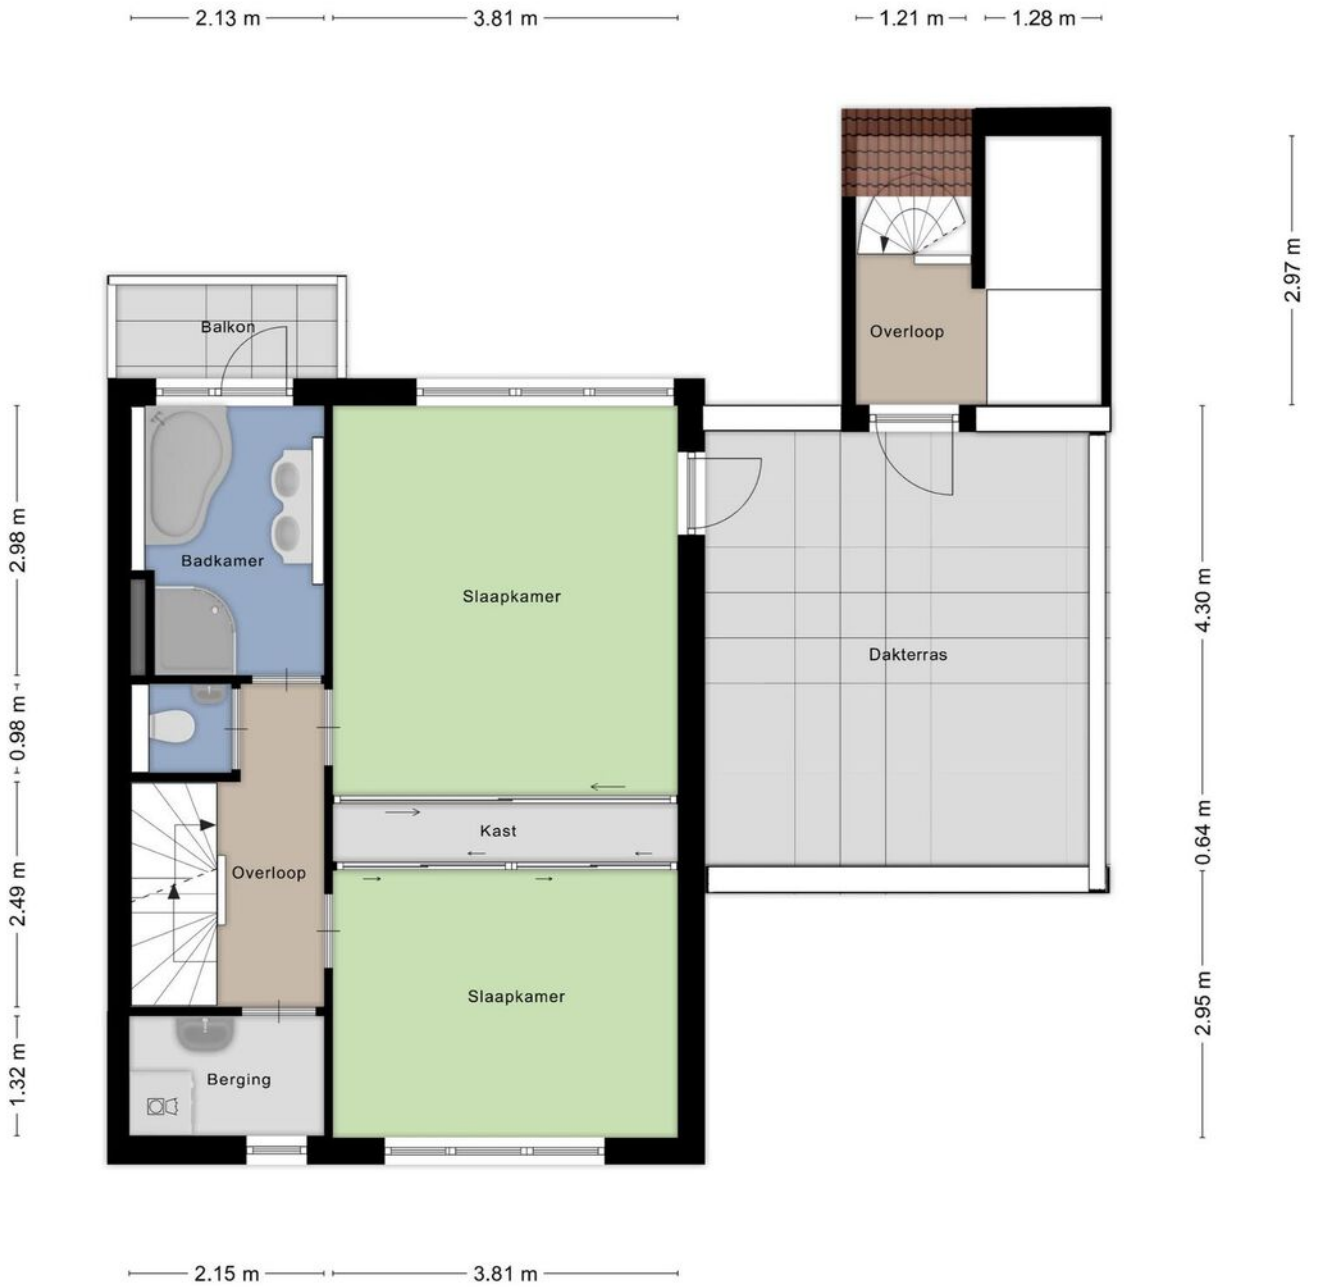 2.13 m
3.81 m
1.21 m
1.28 m
2.97 m
Balkon
Overloop
2.98 m
Badkamer
Slaapkamer
4.30 m
Dakterras
0.98 m
Kast
0.64 m
Overloop
2.49 m
Slaapkamer
2.95 m
Berging
1.32 m
2.15 m
3.81 m